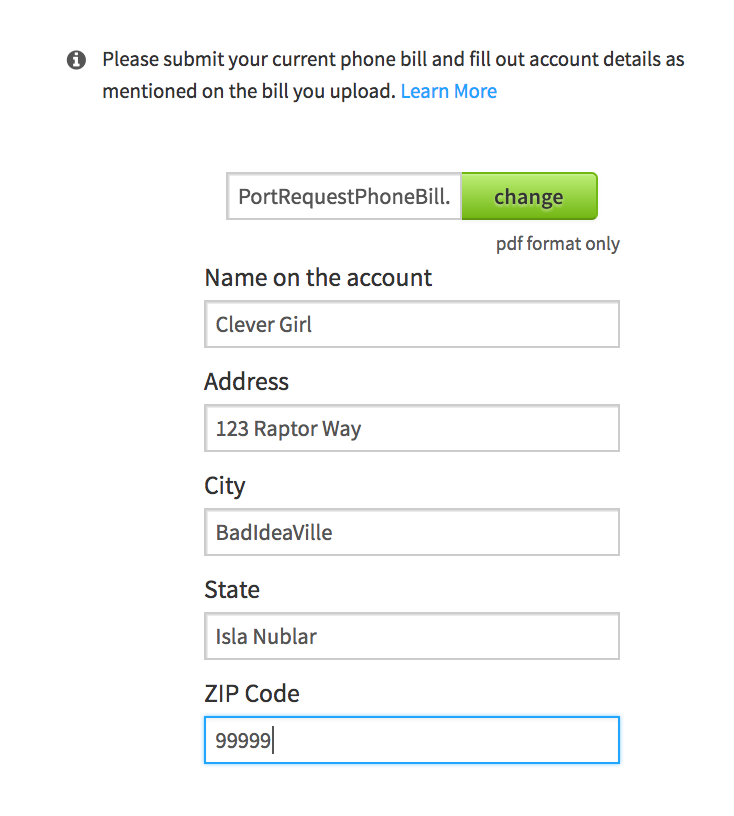 Please submit your current phone bill and fill out account details as
mentioned on the bill you upload. Learn More
PortRequestPhoneBill. change
pdf format only
Name on the account
Clever Girl
Address
123 Raptor Way
City
BadIdeaVille
State
Isla Nublar
ZIP Code
99999